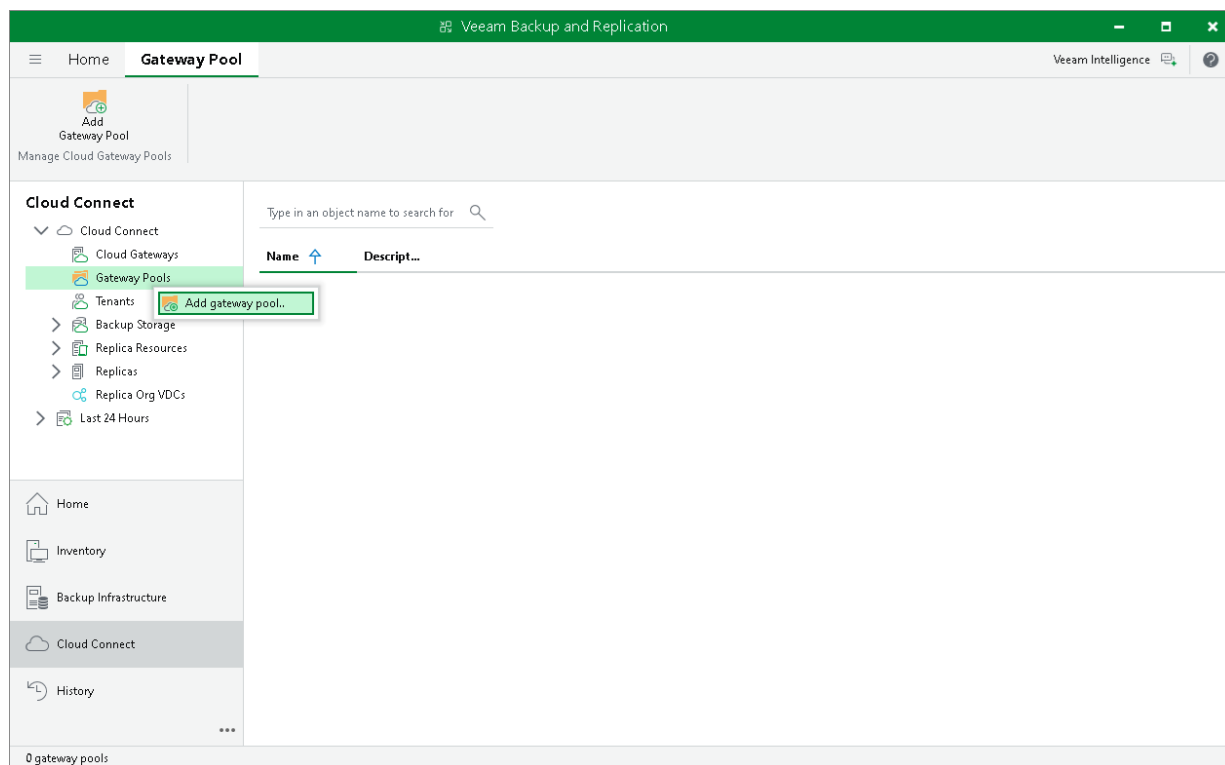 Veeam Backup and Replication
Home
Gateway Pool
Veeam Intelligence
Add
Gateway Pool
Manage Cloud Gateway Pools
Cloud Connect
Cloud Connect
Cloud Gateways
Gateway Pools
Tenants
Add gateway pool..
Backup Storage
Replica Resources
Replicas
Replica Org VDCs
Last 24 Hours
Type in an object name to search for
Name
Descript...
Home
Inventory
Backup Infrastructure
Cloud Connect
History
0 gateway pools